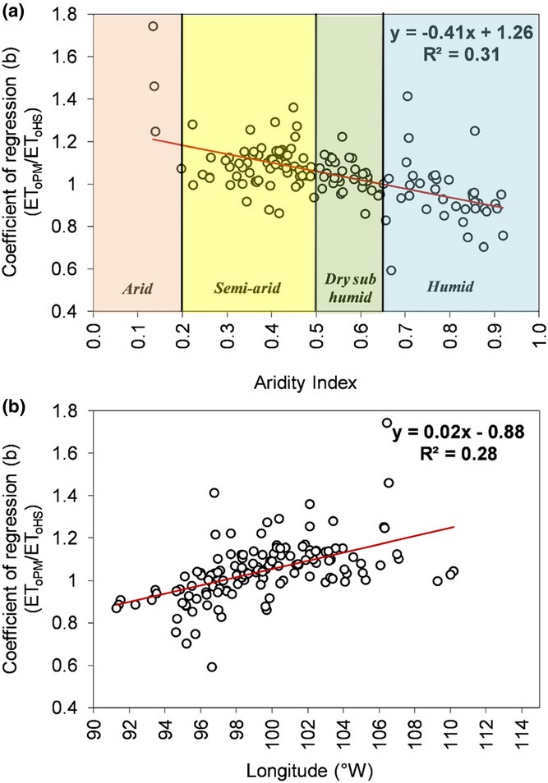 (a)
1.8
1.6
1.4
1.2
1
0.8
0.6
0.4
Coefficient of regression (b)
(EToPM/EToHS)
y = -0.41x + 1.26
R² = 0.31
Arid
Semi-arid
Dry sub
humid
Humid
0.0 0.1 0.2 0.3 0.4 0.5 0.6 0.7 0.8 0.9 1.0
Aridity Index
(b)
1.8
1.6
1.4
1.2
1
0.8
0.6
0.4
Coefficient of regression (b)
(EToPM/EToHS)
y = 0.02x - 0.88
R² = 0.28
90 92 94 96 98 100 102 104 106 108 110 112 114
Longitude (°W)